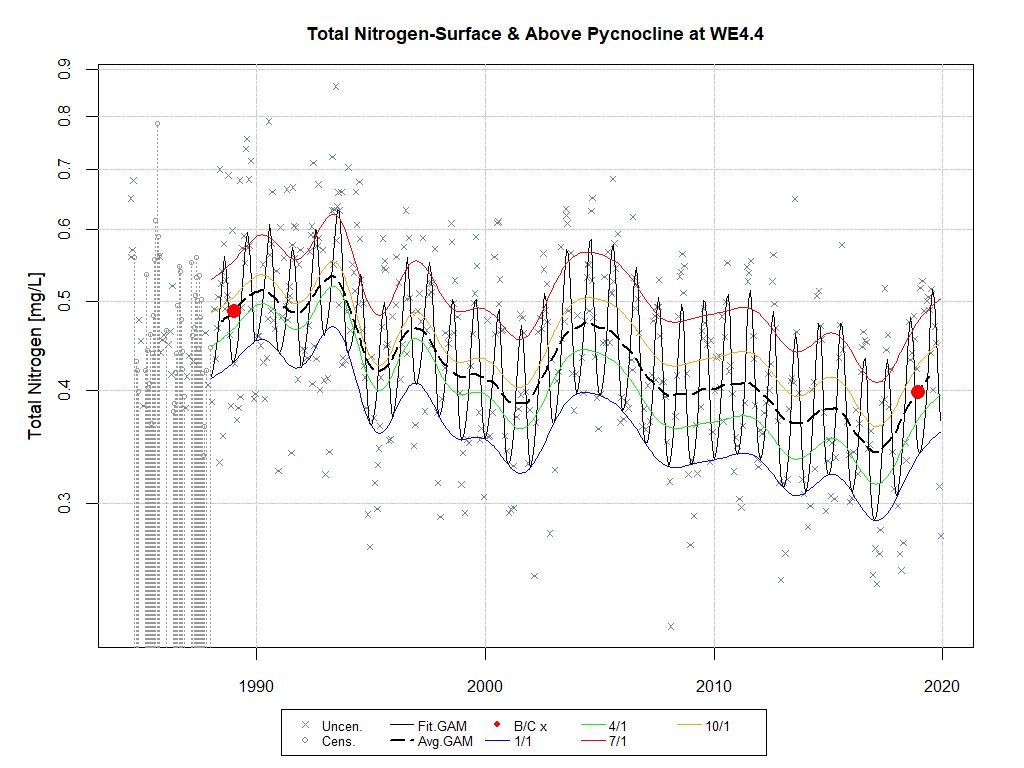 Total Nitrogen-Surface & Above Pycnocline at WE4.4
Total Nitrogen [mg/L]
0.9
0.8
0.7
0.6
0.5
0.4
0.3
1990 2000 2010 2020
Uncen. Fit.GAM B/C x 4/1 10/1
Cens. Avg.GAM 1/1 7/1